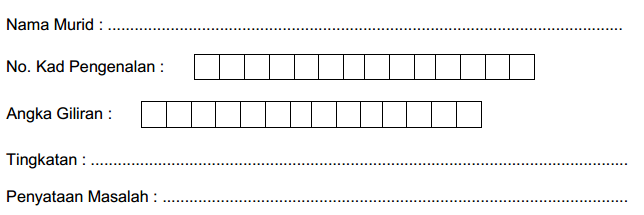 Nama Murid : ..................................................................................................................
No. Kad Pengenalan :
Angka Giliran :
Tingkatan : ......................................................................................................................
Penyataan Masalah : ......................................................................................................